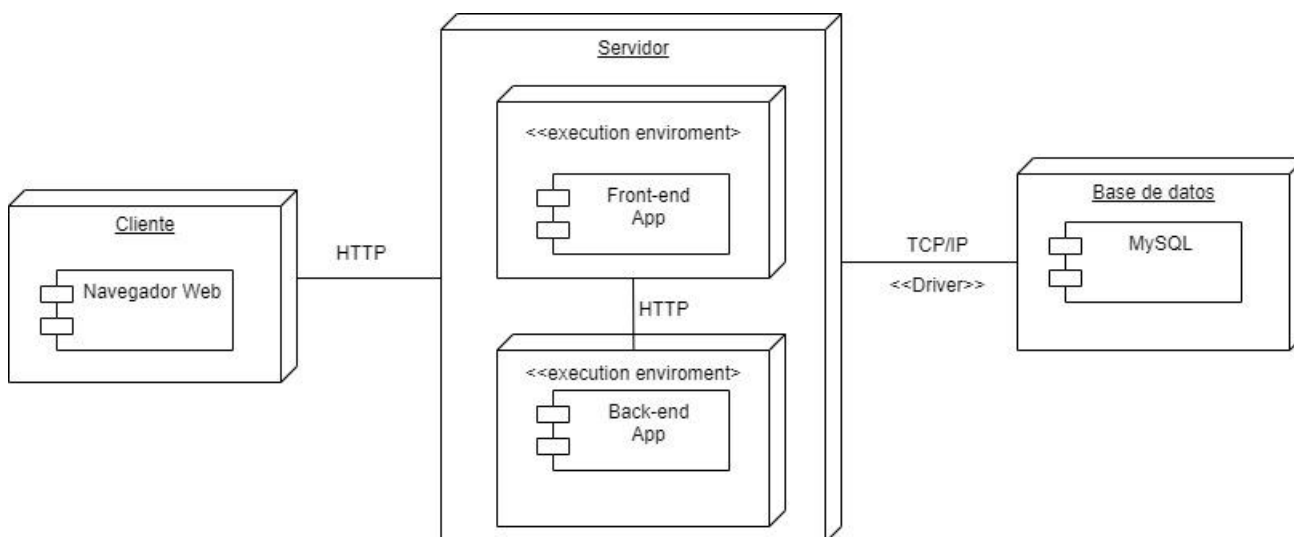 Servidor
<<execution enviroment>
Front-end
App
Cliente
Navegador Web
HTTP
HTTP
<<execution enviroment>
Back-end
App
TCP/IP
<<Driver>>
Base de datos
MySQL